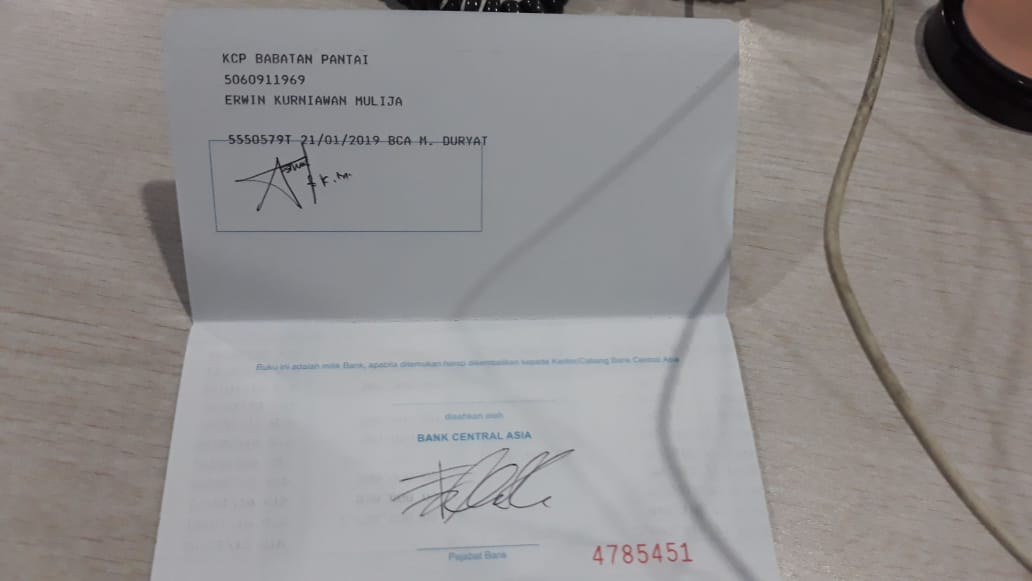 KCP BABATAN PANTAI
5060911969
ERWIN KURNIAWAN MULIJA
5550579T 21/01/2019 BCA M. DURYAT
& K.M.
Buku ini adalah milik Bank, apabila ditemukan harap dikembalikan kepada Kantor/Cabang Bank Central Asia
disahkan oleh
BANK CENTRAL ASIA
Pejabat Bank
4785451